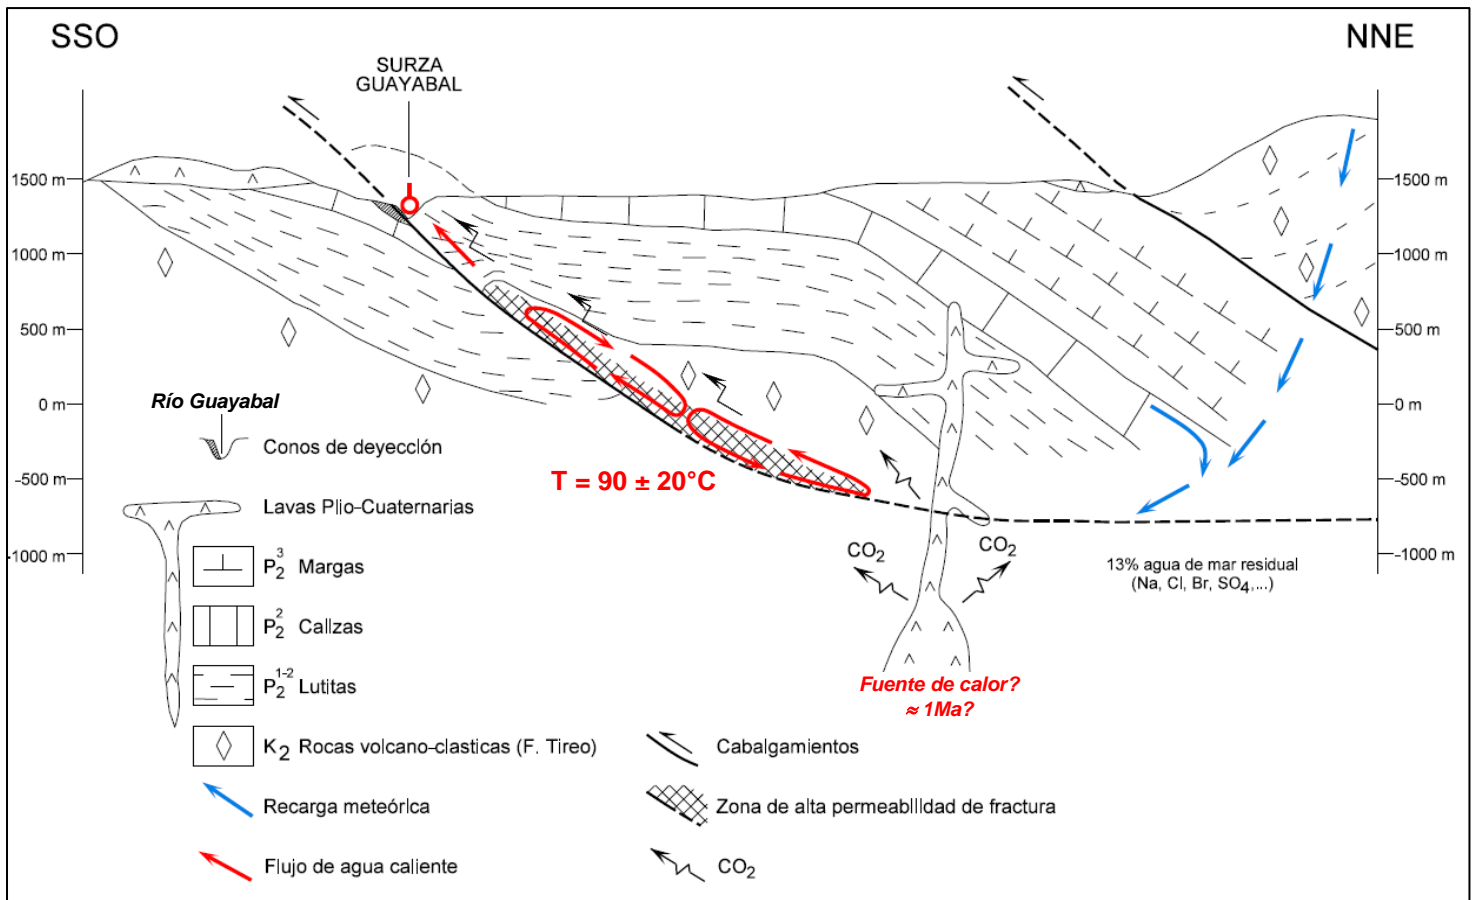 SSO
NNE
SURZA
GUAYABAL
1500 m
1000 m
500 m
0 m
-500 m
-1000 m
1500 m
1000 m
500 m
0 m
-500 m
-1000 m
T = 90 ± 20°C
CO2
CO2
13% agua de mar residual
(Na, Cl, Br, SO4,...)
Fuente de calor?
≈ 1Ma?
Río Guayabal
Conos de deyección
Lavas Plio-Cuaternarias
P2^3 Margas
P2^2 Callzas
P2^1-2 Lutitas
K2 Rocas volcano-clasticas (F. Tireo)
Recarga meteórica
Flujo de agua caliente
Cabalgamientos
Zona de alta permeabilidad de fractura
CO2